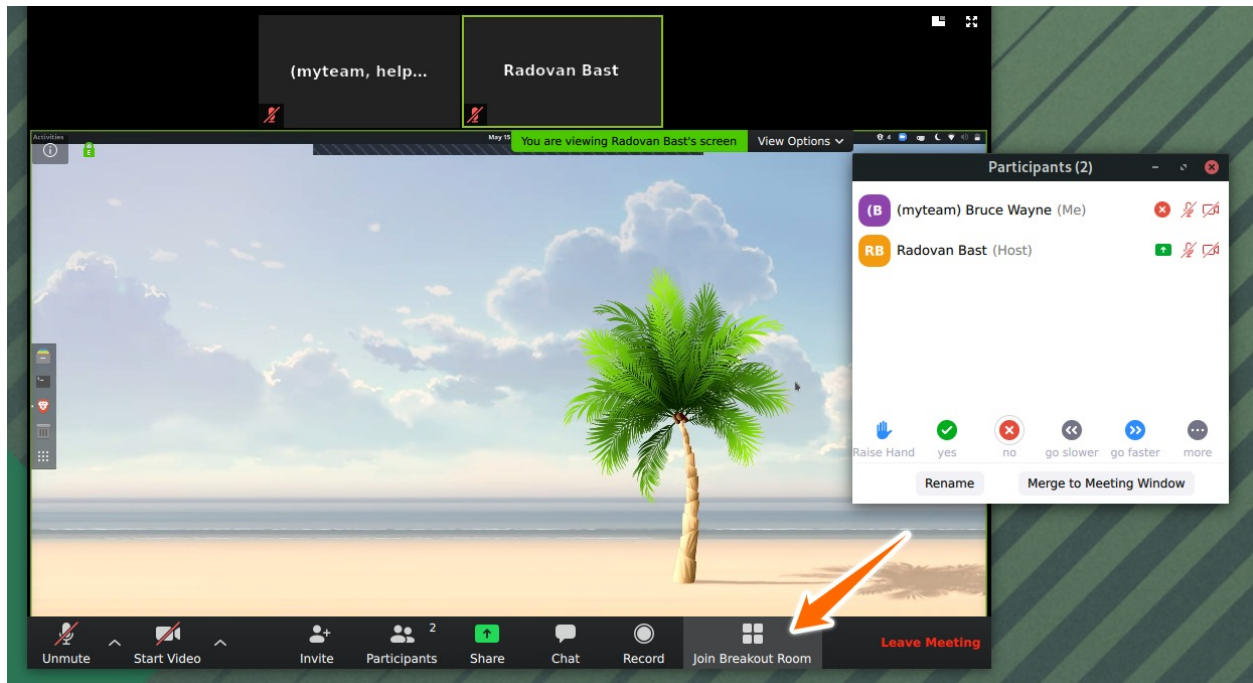 (myteam, help...
Radovan Bast
Activities
May 15
You are viewing Radovan Bast's screen
View Options
E
Participants (2)
(B
(myteam) Bruce Wayne (Me)
RB
Radovan Bast (Host)
Raise Hand
yes
no
go slower
go faster
more
Rename
Merge to Meeting Window
Unmute
Start Video
Invite
Participants
2
Share
Chat
Record
Join Breakout Room
Leave Meeting